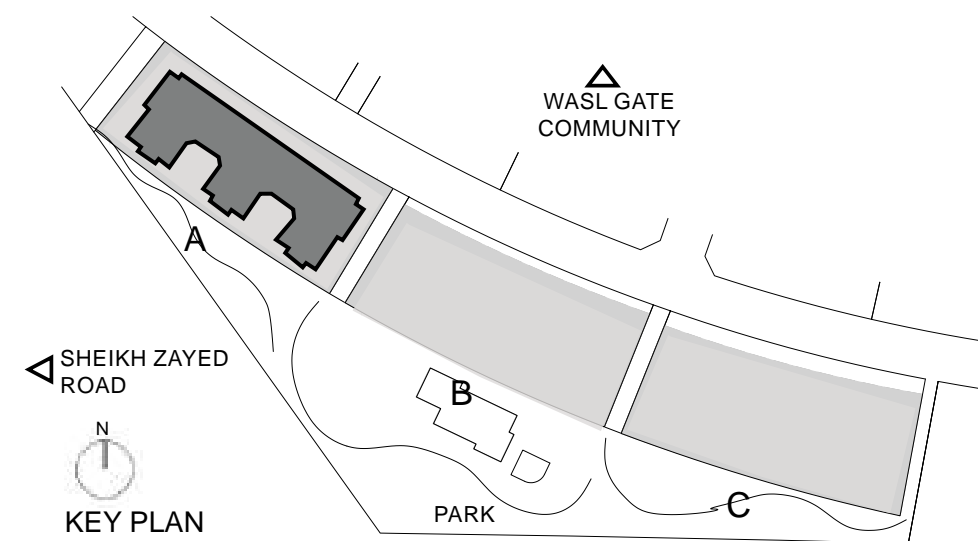 WASL GATE
COMMUNITY
A
SHEIKH ZAYED
ROAD
B
N
KEY PLAN
PARK
C